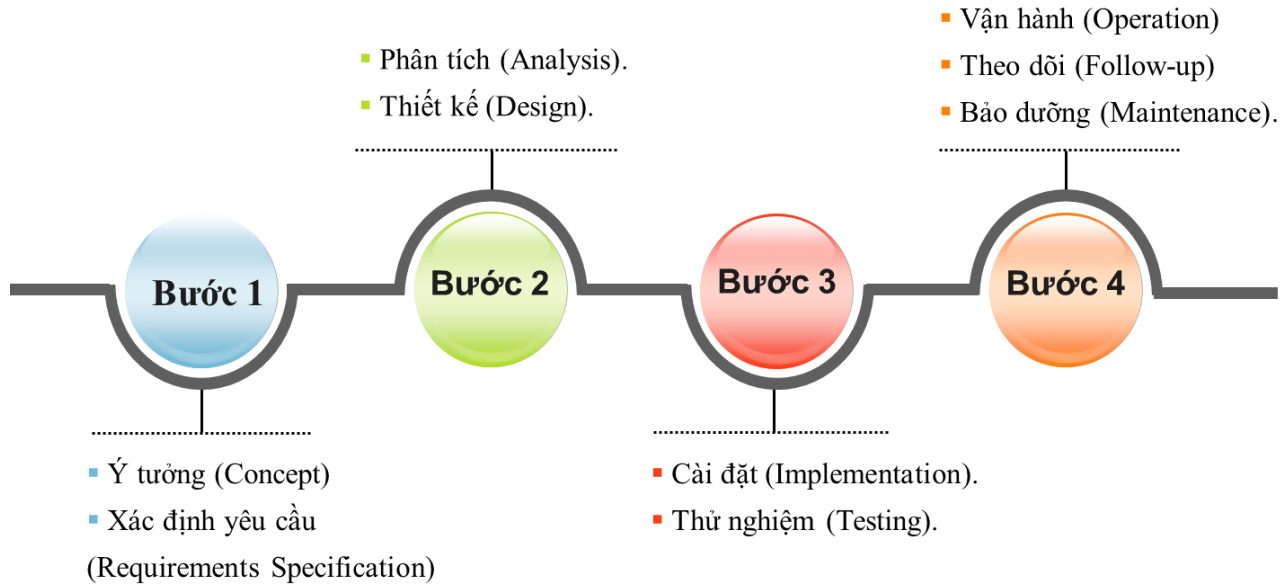 Bước 1
▪ Ý tưởng (Concept)
▪ Xác định yêu cầu
(Requirements Specification)
▪ Phân tích (Analysis).
▪ Thiết kế (Design).
Bước 2
Bước 3
▪ Cài đặt (Implementation).
▪ Thử nghiệm (Testing).
▪ Vận hành (Operation)
▪ Theo dõi (Follow-up)
▪ Bảo dưỡng (Maintenance).
Bước 4